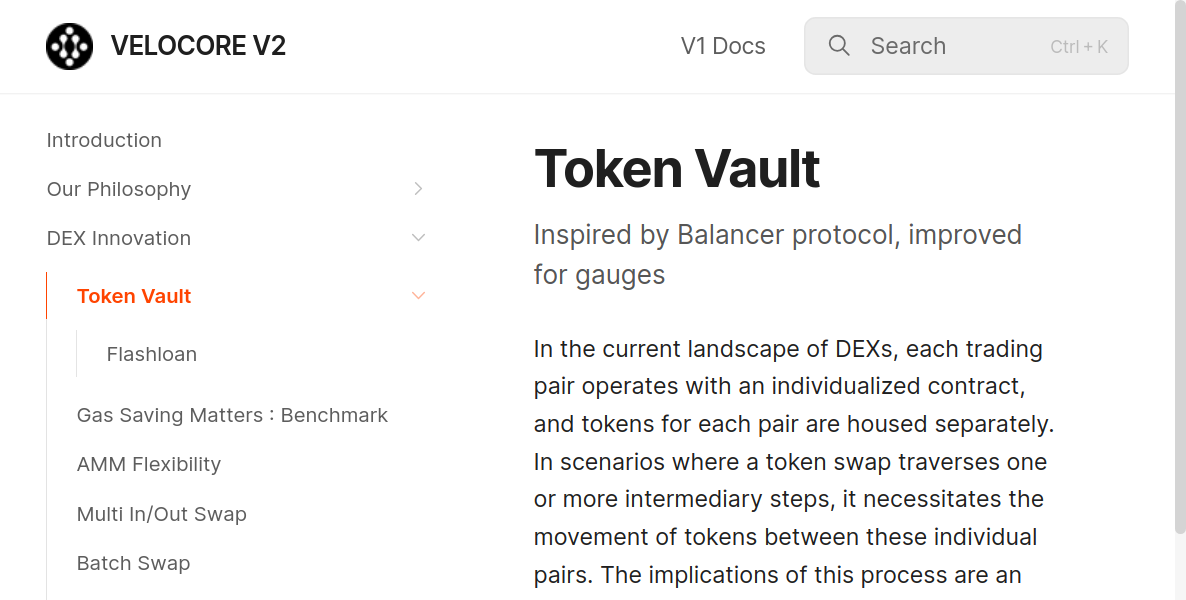 VELOCORE V2
V1 Docs
Search
Ctrl + K
Introduction
Our Philosophy
DEX Innovation
Token Vault
Flashloan
Gas Saving Matters : Benchmark
AMM Flexibility
Multi In/Out Swap
Batch Swap
Token Vault
Inspired by Balancer protocol, improved
for gauges
In the current landscape of DEXs, each trading
pair operates with an individualized contract,
and tokens for each pair are housed separately.
In scenarios where a token swap traverses one
or more intermediary steps, it necessitates the
movement of tokens between these individual
pairs. The implications of this process are an